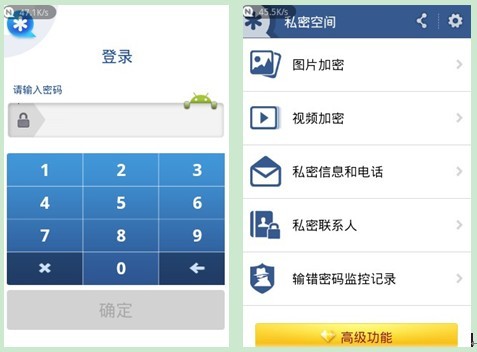 N 47.1K/s
登录
请输入密码
1 2 3
4 5 6
7 8 9
0
确定
N 45.5K/s
私密空间
图片加密
视频加密
私密信息和电话
私密联系人
输错密码监控记录
高级功能